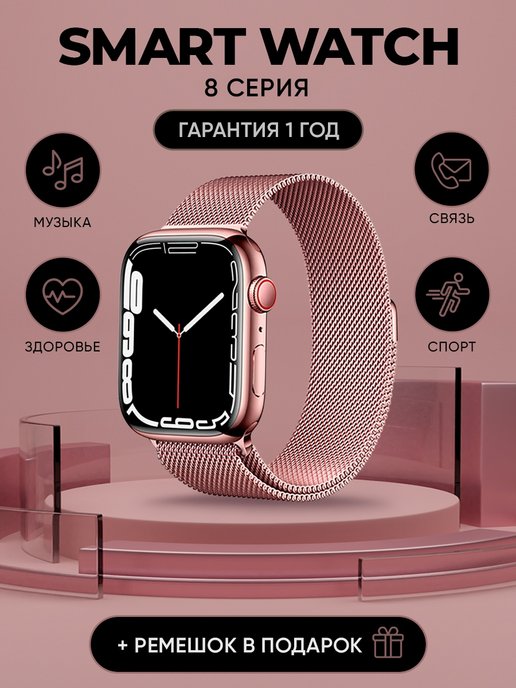 SMART WATCH
8 СЕРИЯ
ГАРАНТИЯ 1 ГОД
МУЗЫКА
СВЯЗЬ
ЗДОРОВЬЕ
СПОРТ
+ РЕМЕШОК В ПОДАРОК